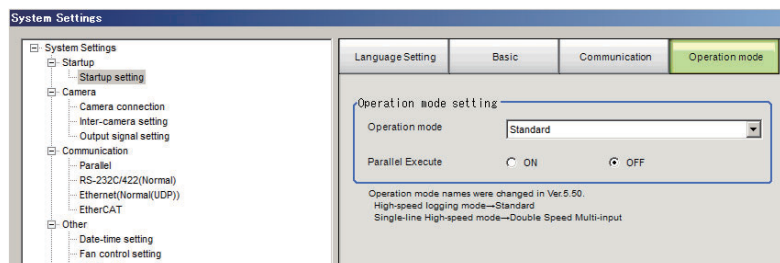 System Settings
System Settings
Startup
Startup setting
Camera
Camera connection
Inter-camera setting
Output signal setting
Communication
Parallel
RS-232C/422(Normal)
Ethernet(Normal(UDP))
EtherCAT
Other
Date-time setting
Fan control setting
Language Setting
Basic
Communication
Operation mode
Operation mode setting
Operation mode Standard
Parallel Execute ON OFF
Operation mode names were changed in Ver.5.50.
High-speed logging mode→Standard
Single-line High-speed mode→Double Speed Multi-input